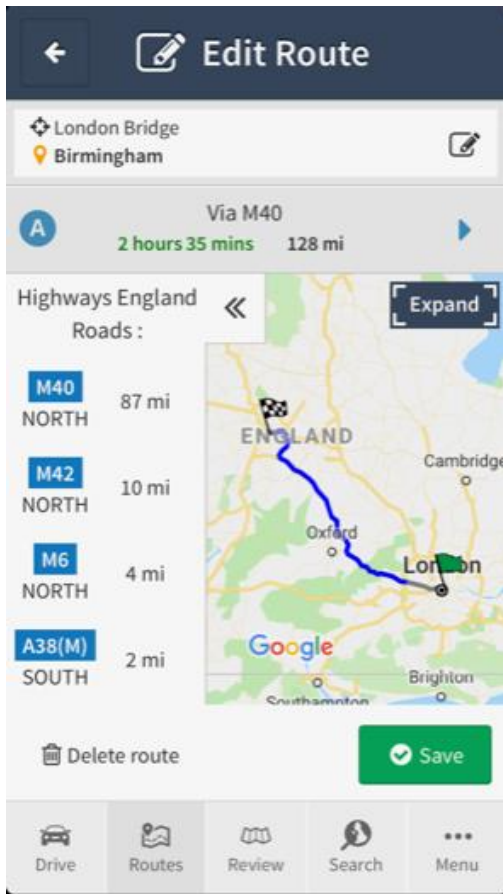 Edit Route
London Bridge
Birmingham
A
Via M40
2 hours 35 mins 128 mi
Highways England
Roads :
Expand
M40
NORTH
87 mi
M42
NORTH
10 mi
M6
NORTH
4 mi
A38(M)
SOUTH
2 mi
ENGLAND
Cambridge
Oxford
London
Google
Brighton
Southampton
Delete route
Save
Drive
Routes
Review
Search
Menu